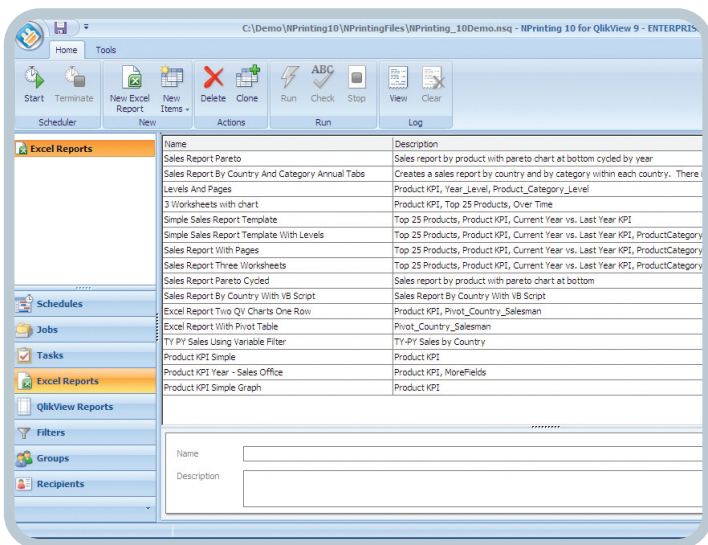 C:\Demo\NPrinting10\NPrintingFiles\NPrinting_10Demo.nsq - NPrinting 10 for QlikView 9 - ENTERPRIS
Home Tools
Start Terminate New Excel Report New Items Delete Clone Run ABC Check Stop View Clear
Scheduler New Actions Run Log
Excel Reports
Name Description
Sales Report Pareto Sales report by product with pareto chart at bottom cycled by year
Sales Report By Country And Category Annual Tabs Creates a sales report by country and by category within each country. There i
Levels And Pages Product KPI, Year_Level, Product_Category_Level
3 Worksheets with chart Product KPI, Top 25 Products, Over Time
Simple Sales Report Template Top 25 Products, Product KPI, Current Year vs. Last Year KPI
Simple Sales Report Template With Levels Top 25 Products, Product KPI, Current Year vs. Last Year KPI, ProductCategory
Sales Report With Pages Top 25 Products, Product KPI, Current Year vs. Last Year KPI, ProductCategory
Sales Report Three Worksheets Top 25 Products, Product KPI, Current Year vs. Last Year KPI, ProductCategory
Sales Report Pareto Cycled Sales report by product with pareto chart at bottom
Sales Report By Country With VB Script Sales Report By Country With VB Script
Excel Report Two QV Charts One Row Product KPI, Pivot_Country_Salesman
Excel Report With Pivot Table Pivot_Country_Salesman
TY PY Sales Using Variable Filter TY-PY Sales by Country
Product KPI Simple Product KPI
Product KPI Year - Sales Office Product KPI, MoreFields
Product KPI Simple Graph Product KPI
Schedules
Jobs
Tasks
Excel Reports
QlikView Reports
Filters
Groups
Recipients
Name
Description